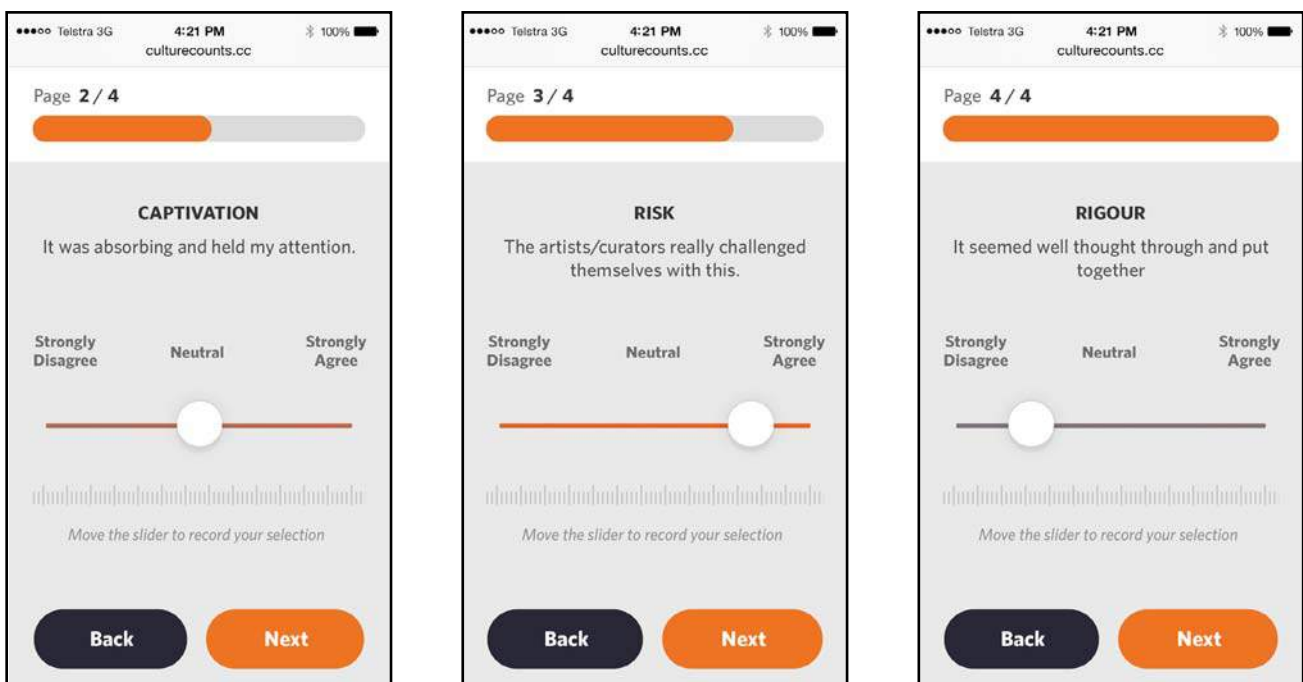 Telstra 3G 4:21 PM 100%
culturecounts.cc
Page 2 / 4
CAPTIVATION
It was absorbing and held my attention.
Strongly Disagree
Neutral
Strongly Agree
Move the slider to record your selection
Back
Next
Telstra 3G 4:21 PM 100%
culturecounts.cc
Page 3 / 4
RISK
The artists/curators really challenged
themselves with this.
Strongly Disagree
Neutral
Strongly Agree
Move the slider to record your selection
Back
Next
Telstra 3G 4:21 PM 100%
culturecounts.cc
Page 4 / 4
RIGOUR
It seemed well thought through and put
together
Strongly Disagree
Neutral
Strongly Agree
Move the slider to record your selection
Back
Next